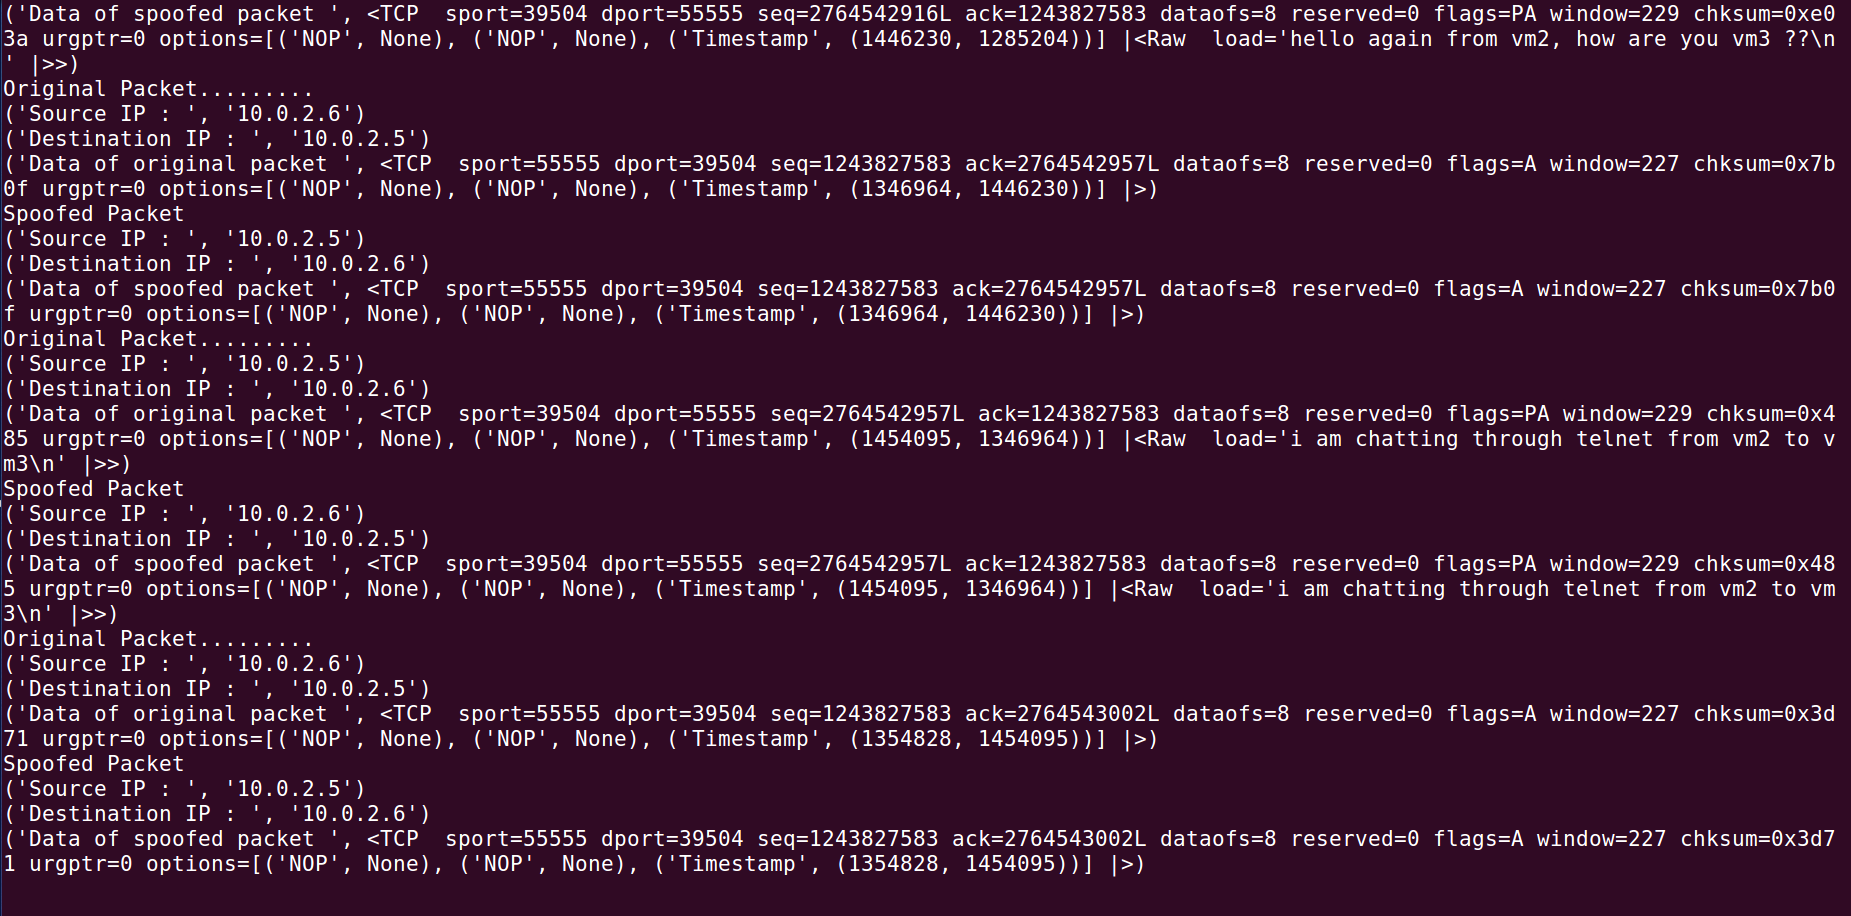 ('Data of spoofed packet ', <TCP  sport=39504 dport=55555 seq=2764542916L ack=1243827583 dataofs=8 reserved=0 flags=PA window=229 chksum=0xe0
3a urgptr=0 options=[('NOP', None), ('NOP', None), ('Timestamp', (1446230, 1285204))] |<Raw  load='hello again from vm2, how are you vm3 ??\n
' |>>)
Original Packet.........
('Source IP : ', '10.0.2.6')
('Destination IP : ', '10.0.2.5')
('Data of original packet ', <TCP  sport=55555 dport=39504 seq=1243827583 ack=2764542957L dataofs=8 reserved=0 flags=A window=227 chksum=0x7b
0f urgptr=0 options=[('NOP', None), ('NOP', None), ('Timestamp', (1346964, 1446230))] |>)
Spoofed Packet
('Source IP : ', '10.0.2.5')
('Destination IP : ', '10.0.2.6')
('Data of spoofed packet ', <TCP  sport=55555 dport=39504 seq=1243827583 ack=2764542957L dataofs=8 reserved=0 flags=A window=227 chksum=0x7b0
f urgptr=0 options=[('NOP', None), ('NOP', None), ('Timestamp', (1346964, 1446230))] |>)
Original Packet.........
('Source IP : ', '10.0.2.5')
('Destination IP : ', '10.0.2.6')
('Data of original packet ', <TCP  sport=39504 dport=55555 seq=2764542957L ack=1243827583 dataofs=8 reserved=0 flags=PA window=229 chksum=0x4
85 urgptr=0 options=[('NOP', None), ('NOP', None), ('Timestamp', (1454095, 1346964))] |<Raw  load='i am chatting through telnet from vm2 to v
m3\n' |>>)
Spoofed Packet
('Source IP : ', '10.0.2.6')
('Destination IP : ', '10.0.2.5')
('Data of spoofed packet ', <TCP  sport=39504 dport=55555 seq=2764542957L ack=1243827583 dataofs=8 reserved=0 flags=PA window=229 chksum=0x48
5 urgptr=0 options=[('NOP', None), ('NOP', None), ('Timestamp', (1454095, 1346964))] |<Raw  load='i am chatting through telnet from vm2 to vm
3\n' |>>)
Original Packet.........
('Source IP : ', '10.0.2.6')
('Destination IP : ', '10.0.2.5')
('Data of original packet ', <TCP  sport=55555 dport=39504 seq=1243827583 ack=2764543002L dataofs=8 reserved=0 flags=A window=227 chksum=0x3d
71 urgptr=0 options=[('NOP', None), ('NOP', None), ('Timestamp', (1354828, 1454095))] |>)
Spoofed Packet
('Source IP : ', '10.0.2.5')
('Destination IP : ', '10.0.2.6')
('Data of spoofed packet ', <TCP  sport=55555 dport=39504 seq=1243827583 ack=2764543002L dataofs=8 reserved=0 flags=A window=227 chksum=0x3d7
1 urgptr=0 options=[('NOP', None), ('NOP', None), ('Timestamp', (1354828, 1454095))] |>)